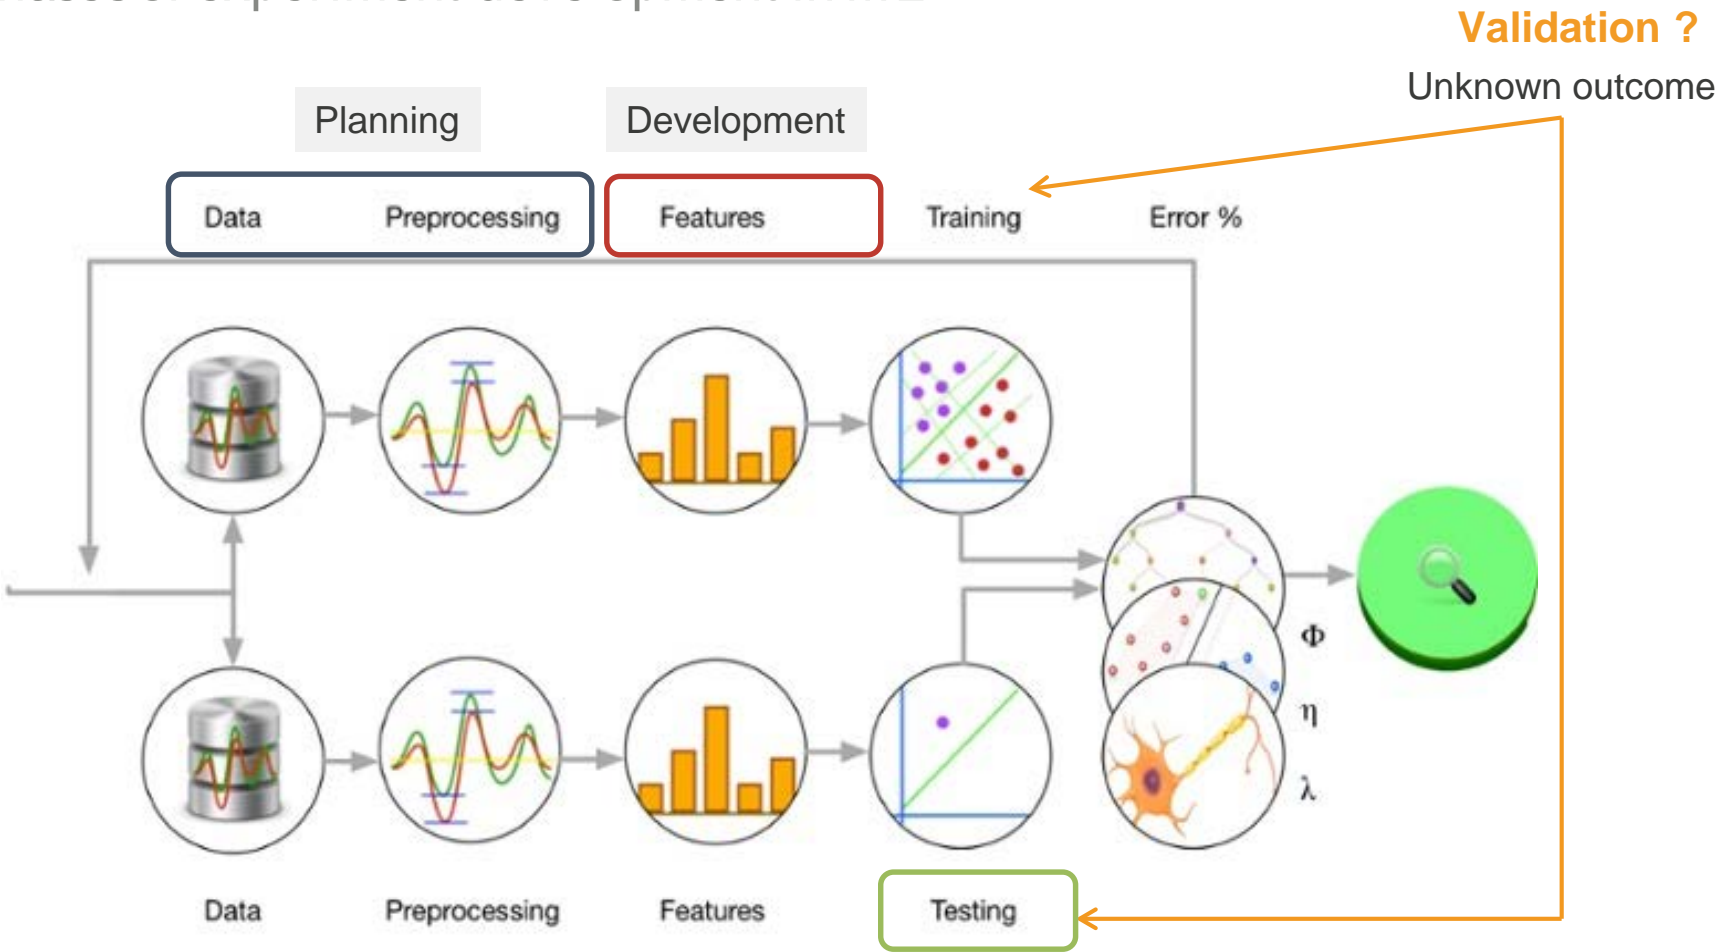 Validation ?
Unknown outcome
Planning
Development
Data
Preprocessing
Features
Training
Error %
Φ
η
λ
Data
Preprocessing
Features
Testing